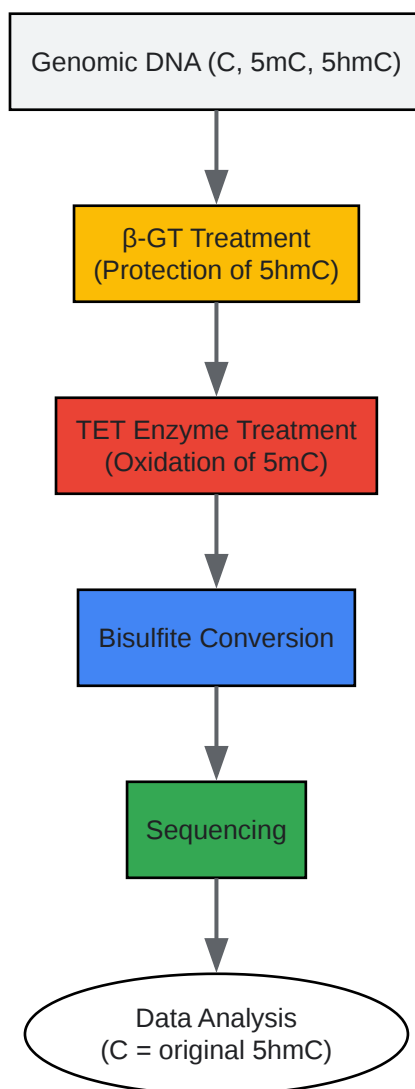 Genomic DNA (C, 5mC, 5hmC)
β-GT Treatment
(Protection of 5hmC)
TET Enzyme Treatment
(Oxidation of 5mC)
Bisulfite Conversion
Sequencing
Data Analysis
(C = original 5hmC)